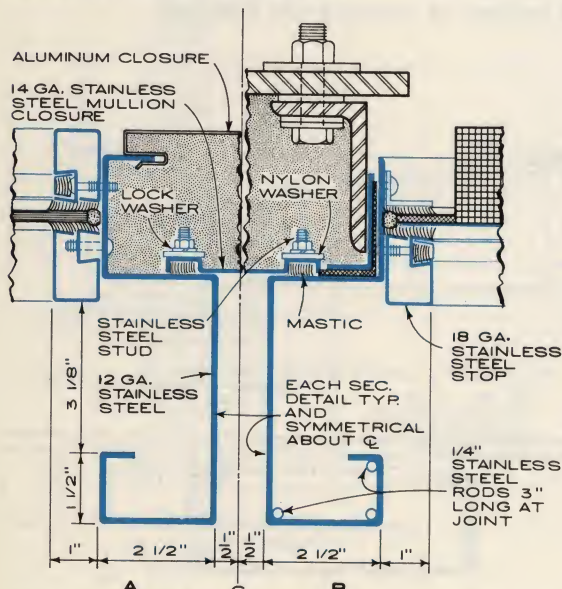 ALUMINUM CLOSURE
14 GA. STAINLESS
STEEL MULLION
CLOSURE
LOCK
WASHER
NYLON
WASHER
STAINLESS
STEEL
STUD
MASTIC
18 GA.
STAINLESS
STEEL
STOP
12 GA.
STAINLESS
STEEL
EACH SEC.
DETAIL TYP.
AND
SYMMETRICAL
ABOUT ℄
1/4"
STAINLESS
STEEL
RODS 3"
LONG AT
JOINT
3 1/8"
1 1/2"
1"
2 1/2"
1/2"
1/2"
2 1/2"
1"